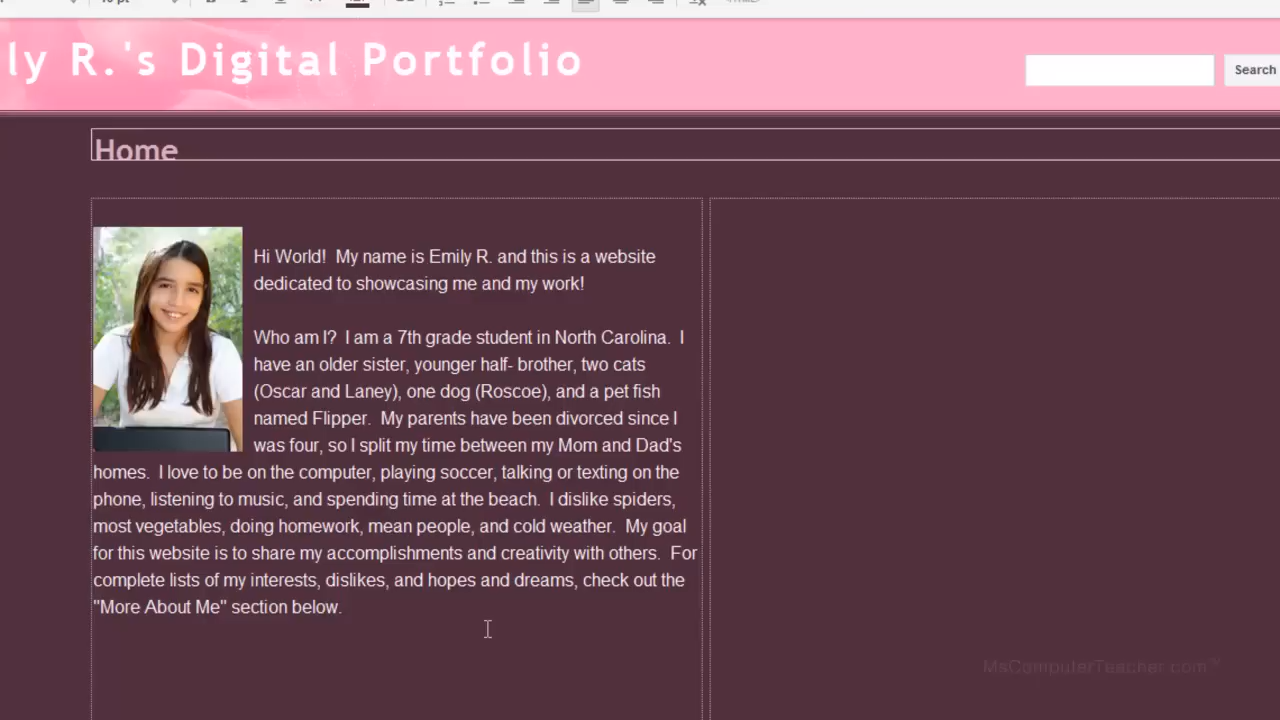 ly R.'s Digital Portfolio
Search
Home
Hi World!  My name is Emily R. and this is a website
dedicated to showcasing me and my work!
Who am I?  I am a 7th grade student in North Carolina.  I
have an older sister, younger half- brother, two cats
(Oscar and Laney), one dog (Roscoe), and a pet fish
named Flipper.  My parents have been divorced since I
was four, so I split my time between my Mom and Dad's
homes.  I love to be on the computer, playing soccer, talking or texting on the
phone, listening to music, and spending time at the beach.  I dislike spiders,
most vegetables, doing homework, mean people, and cold weather.  My goal
for this website is to share my accomplishments and creativity with others.  For
complete lists of my interests, dislikes, and hopes and dreams, check out the
"More About Me" section below.
MsComputerTeacher.com